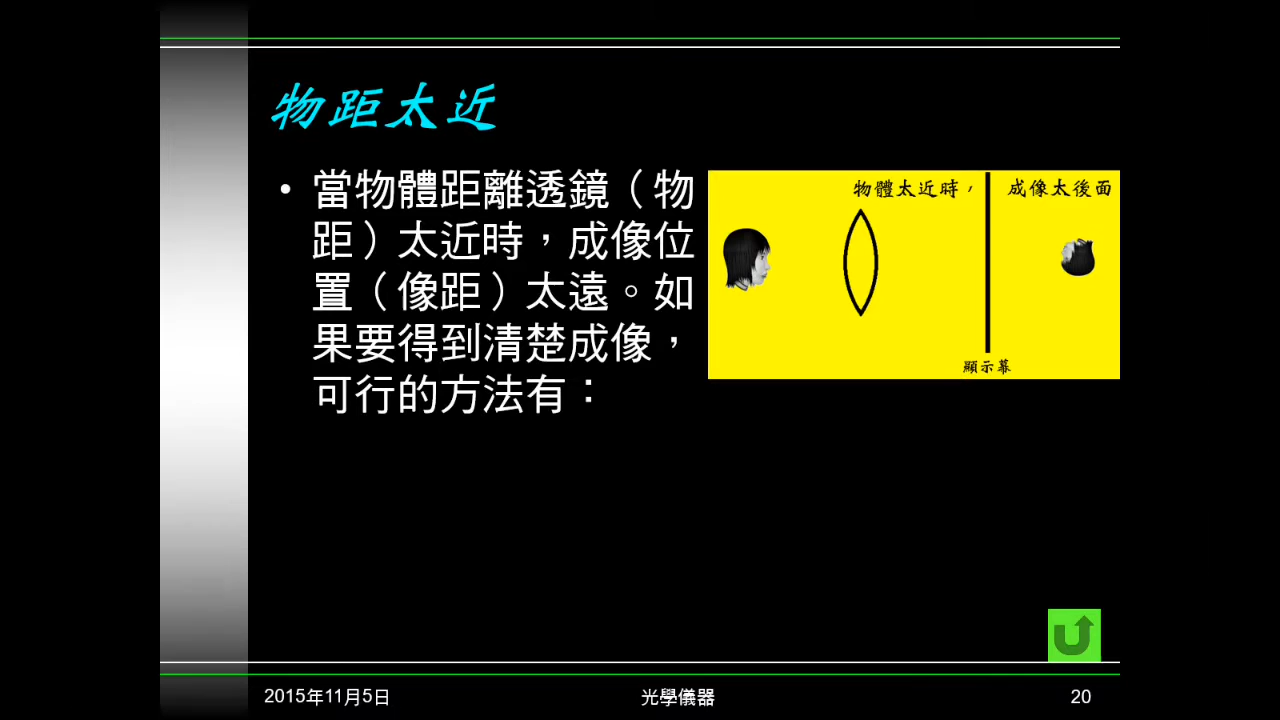 物距太近
• 當物體距離透鏡（物
距）太近時，成像位
置（像距）太遠。如
果要得到清楚成像，
可行的方法有：
物體太近時，
成像太後面
顯示幕
2015年11月5日
光學儀器
20